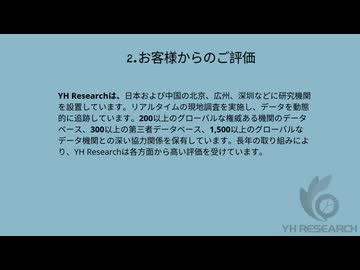 2.お客様からのご評価
YH Researchは、日本および中国の北京、広州、深圳などに研究機関
を設置しています。リアルタイムの現地調査を実施し、データを動態
的に追跡しています。200以上のグローバルな権威ある機関のデータ
ベース、300以上の第三者データベース、1,500以上のグローバルな
データ機関との深い協力関係を保有しています。長年の取り組みによ
り、YH Researchは各方面から高い評価を受けています。
YH RESEARCH